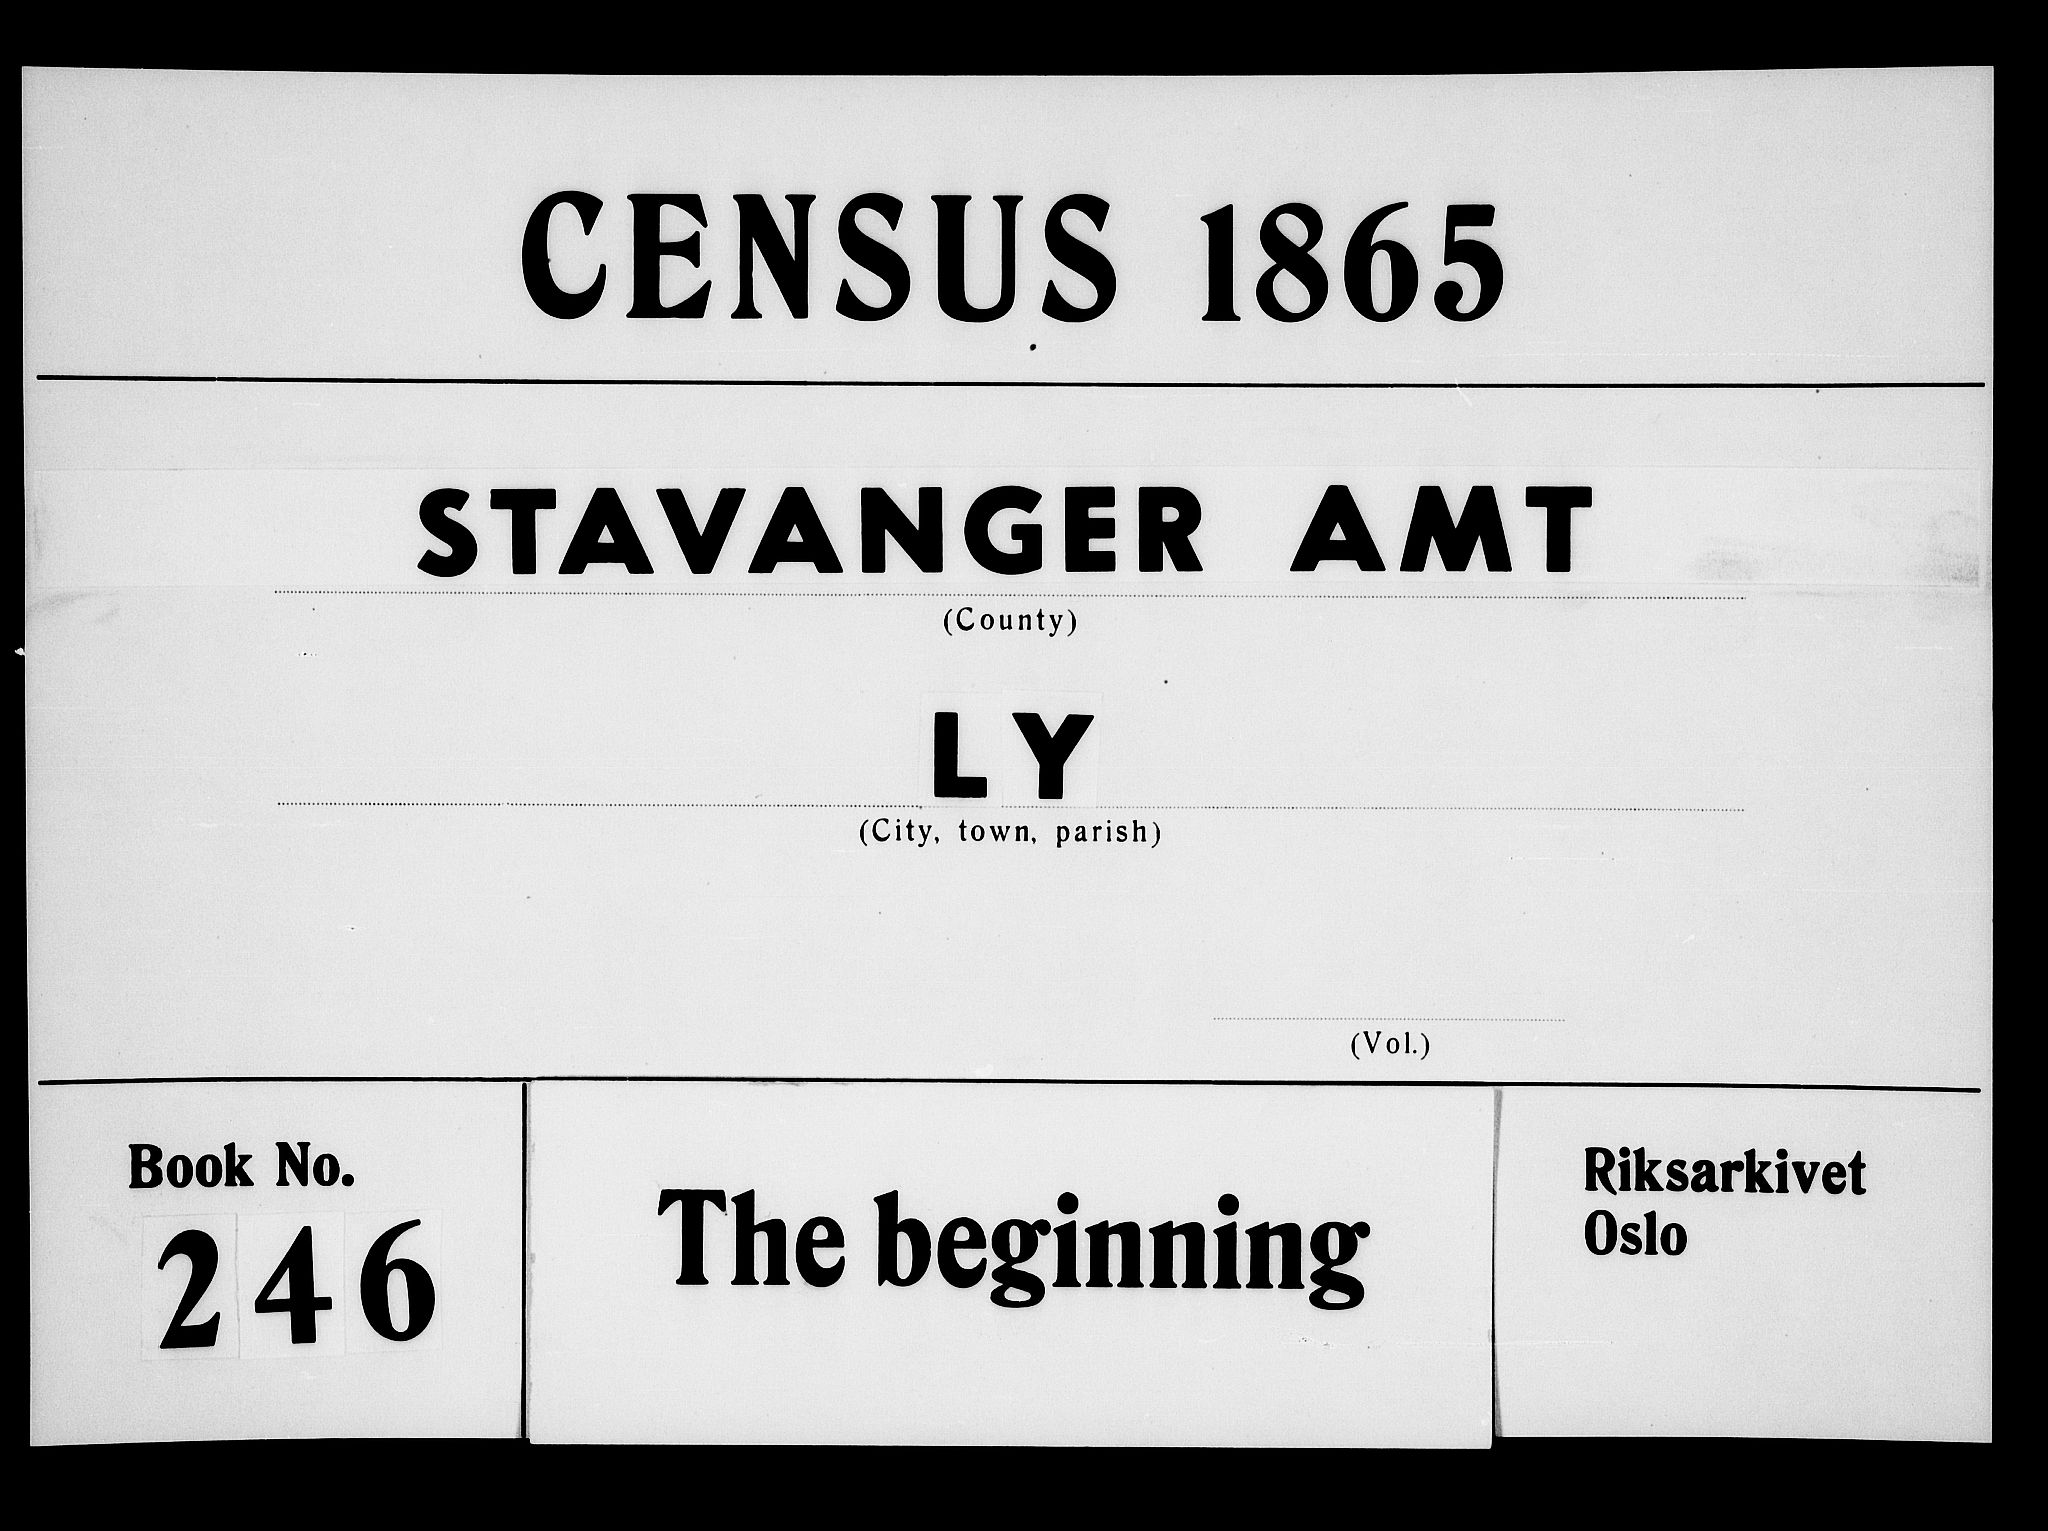 CENSUS 1865
STAVANGER AMT
(County)
LY
(City, town, parish)
(Vol.)
Book No.
246
The beginning
Riksarkivet
Oslo